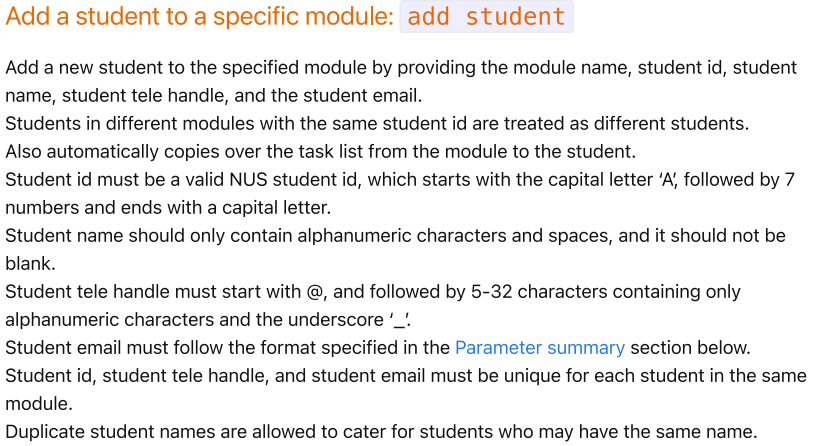 Add a student to a specific module: add student
Add a new student to the specified module by providing the module name, student id, student
name, student tele handle, and the student email.
Students in different modules with the same student id are treated as different students.
Also automatically copies over the task list from the module to the student.
Student id must be a valid NUS student id, which starts with the capital letter ‘A’, followed by 7
numbers and ends with a capital letter.
Student name should only contain alphanumeric characters and spaces, and it should not be
blank.
Student tele handle must start with @, and followed by 5-32 characters containing only
alphanumeric characters and the underscore ‘_’.
Student email must follow the format specified in the Parameter summary section below.
Student id, student tele handle, and student email must be unique for each student in the same
module.
Duplicate student names are allowed to cater for students who may have the same name.